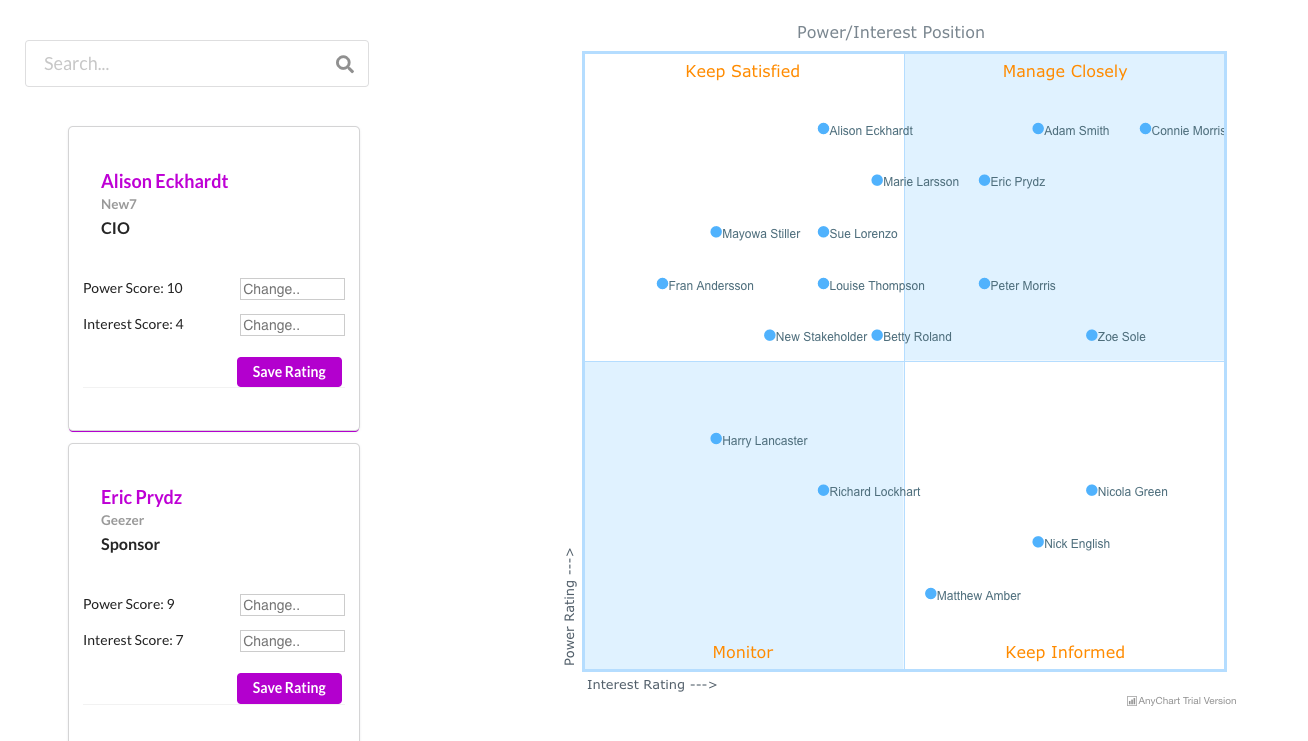 Search...
Alison Eckhardt
New7
CIO
Power Score: 10 Change..
Interest Score: 4 Change..
Save Rating
Eric Prydz
Geezer
Sponsor
Power Score: 9 Change..
Interest Score: 7 Change..
Save Rating
Power/Interest Position
Keep Satisfied Manage Closely
Alison Eckhardt Adam Smith Connie Morris
Marie Larsson Eric Prydz
Mayowa Stiller Sue Lorenzo
Fran Andersson Louise Thompson Peter Morris
New Stakeholder Betty Roland Zoe Sole
Harry Lancaster
Richard Lockhart Nicola Green
Nick English
Matthew Amber
Monitor Keep Informed
Power Rating --->
Interest Rating --->
AnyChart Trial Version